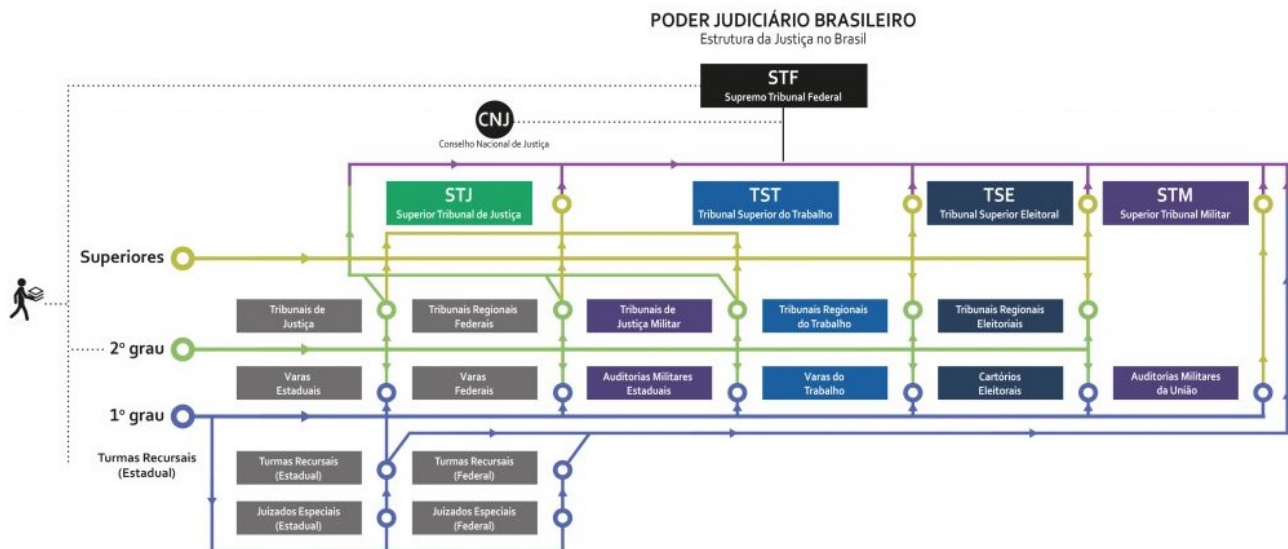 PODER JUDICIÁRIO BRASILEIRO
Estrutura da Justiça no Brasil
STF
Supremo Tribunal Federal
CNJ
Conselho Nacional de Justiça
STJ
Superior Tribunal de Justiça
TST
Tribunal Superior do Trabalho
TSE
Tribunal Superior Eleitoral
STM
Superior Tribunal Militar
Superiores
Tribunais de
Justiça
Tribunais Regionais
Federais
Tribunais de
Justiça Militar
Tribunais Regionais
do Trabalho
Tribunais Regionais
Eleitoriais
2º grau
Varas
Estaduais
Varas
Federais
Auditorias Militares
Estaduais
Varas do
Trabalho
Cartórios
Eleitorais
Auditorias Militares
da União
1º grau
Turmas Recursais
(Estadual)
Turmas Recursais
(Estadual)
Turmas Recursais
(Federal)
Juizados Especiais
(Estadual)
Juizados Especiais
(Federal)